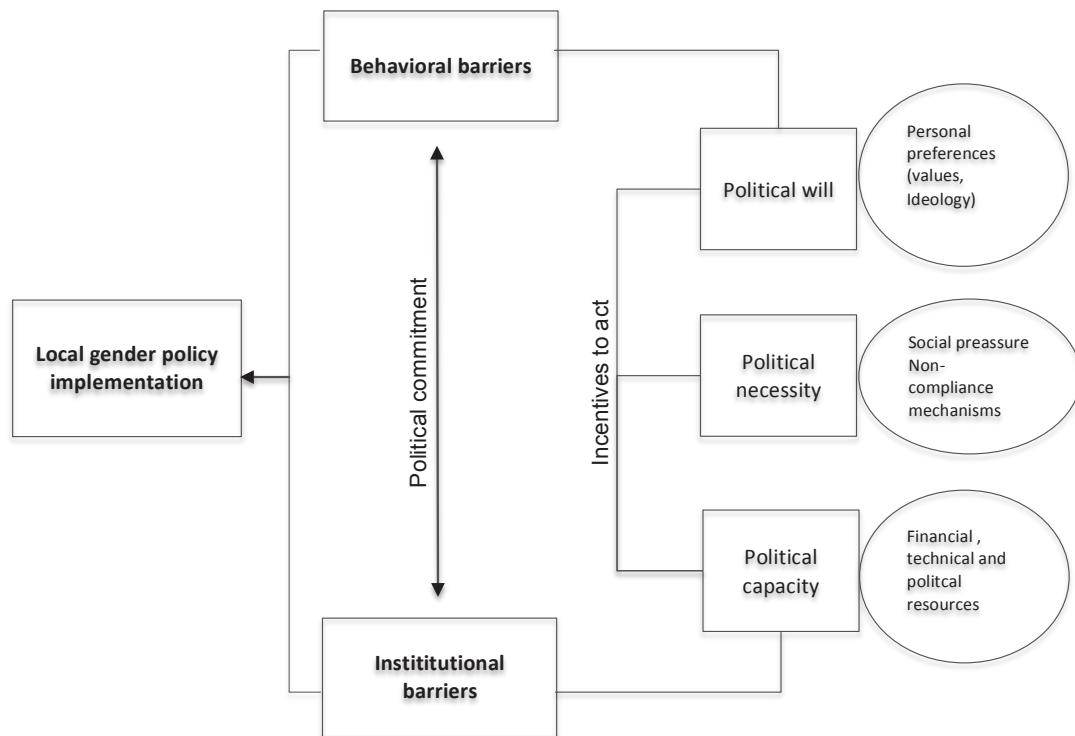 Behavioral barriers
Personal
preferences
(values,
Ideology)
Political will
Political commitment
Incentives to act
Local gender policy
implementation
Political
necessity
Social preassure
Non-
compliance
mechanisms
Political
capacity
Financial ,
technical and
politcal
resources
Instititutional
barriers